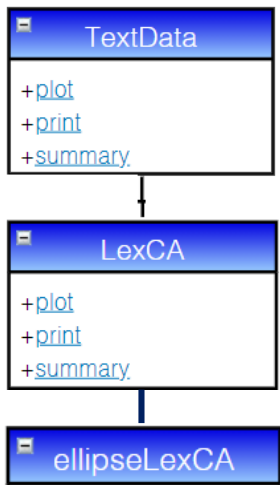 TextData
+plot
+print
+summary
LexCA
+plot
+print
+summary
ellipseLexCA